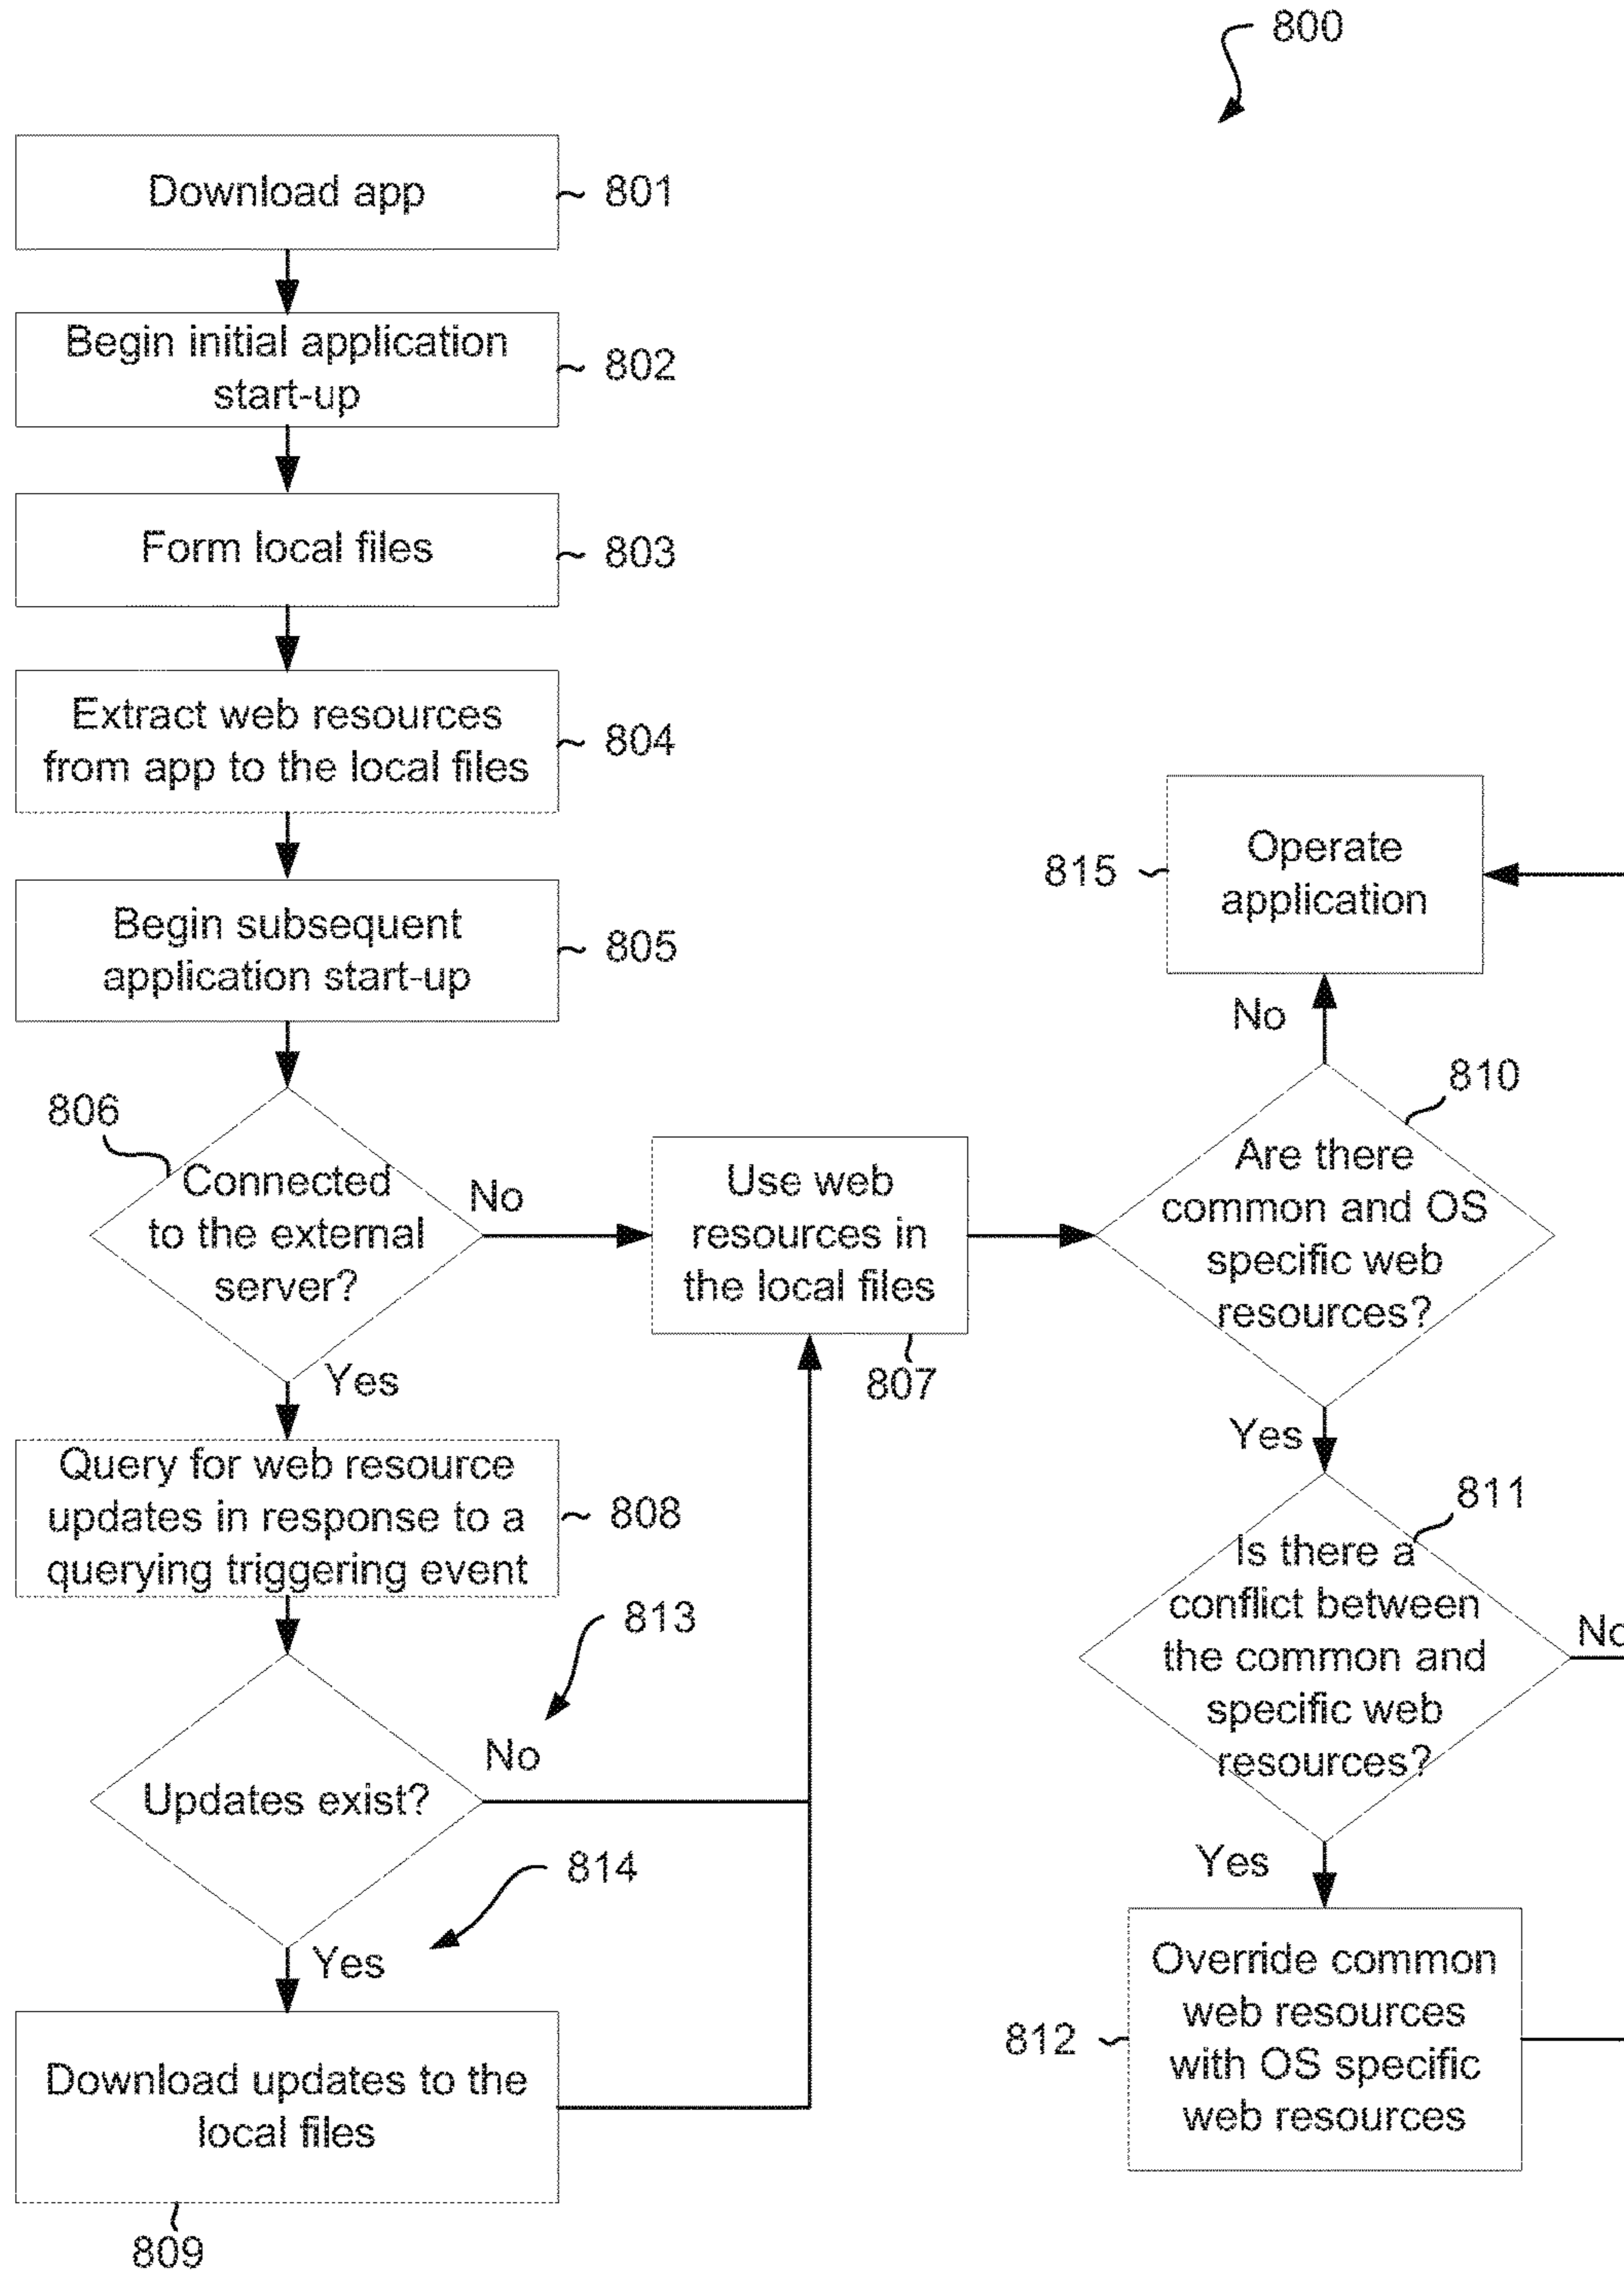 800
Download app
801
Begin initial application
start-up
802
Form local files
803
Extract web resources
from app to the local files
804
Begin subsequent
application start-up
805
806
Connected
to the external
server?
No
Yes
Use web
resources in
the local files
807
Query for web resource
updates in response to a
querying triggering event
808
813
Updates exist?
No
814
Yes
Download updates to the
local files
809
815
Operate
application
No
810
Are there
common and OS
specific web
resources?
Yes
811
Is there a
conflict between
the common and
specific web
resources?
No
Yes
812
Override common
web resources
with OS specific
web resources